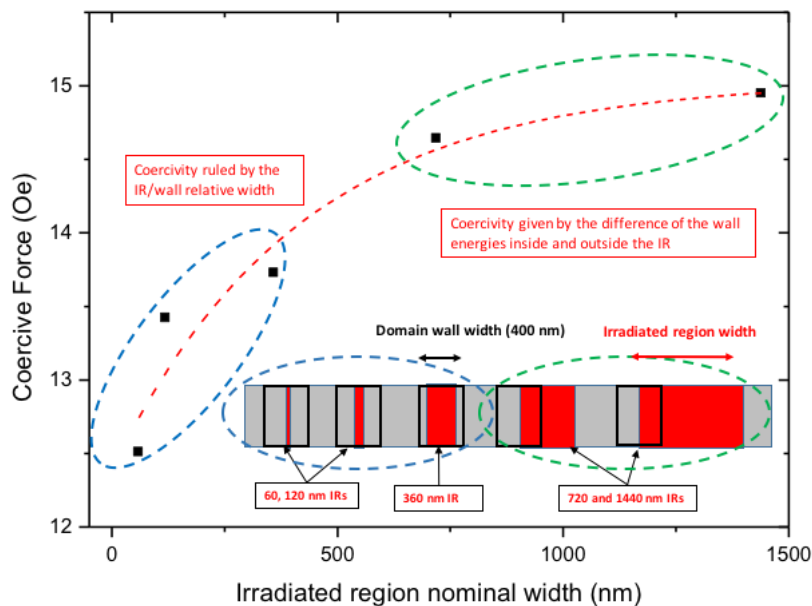 15
14
13
12
Coercive Force (Oe)
Coercivity ruled by the
IR/wall relative width
Coercivity given by the difference of the wall
energies inside and outside the IR
Domain wall width (400 nm)
Irradiated region width
60, 120 nm IRs
360 nm IR
720 and 1440 nm IRs
0
500
1000
1500
Irradiated region nominal width (nm)